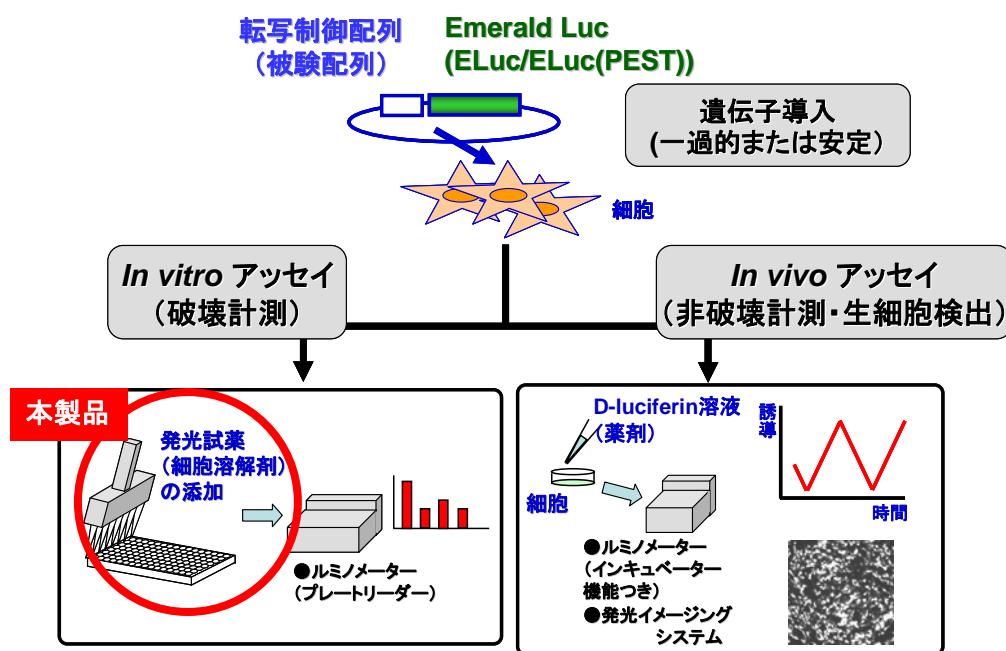 転写制御配列
（被験配列）
Emerald Luc
(ELuc/ELuc(PEST))
遺伝子導入
(一過的または安定）
細胞
In vitro アッセイ
（破壊計測）
In vivo アッセイ
（非破壊計測・生細胞検出）
本製品
発光試薬
（細胞溶解剤）
の添加
●ルミノメーター
（プレートリーダー）
D-luciferin溶液
（薬剤）
細胞
誘導
時間
●ルミノメーター
（インキュベーター
機能つき）
●発光イメージング
システム